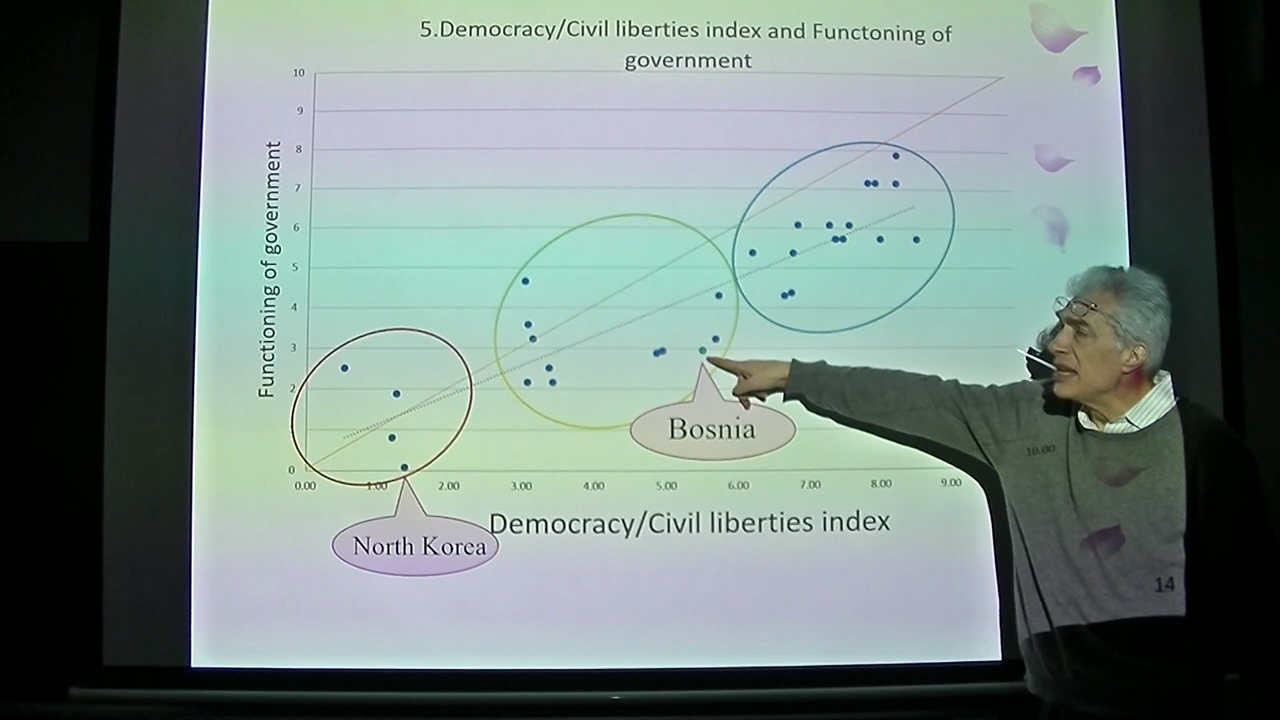 5.Democracy/Civil liberties index and Functoning of
government
Functioning of government
10
9
8
7
6
5
4
3
2
0
0.00 1.00 2.00 3.00 4.00 5.00 6.00 7.00 8.00 9.00 10.00
Bosnia
Democracy/Civil liberties index
North Korea
14